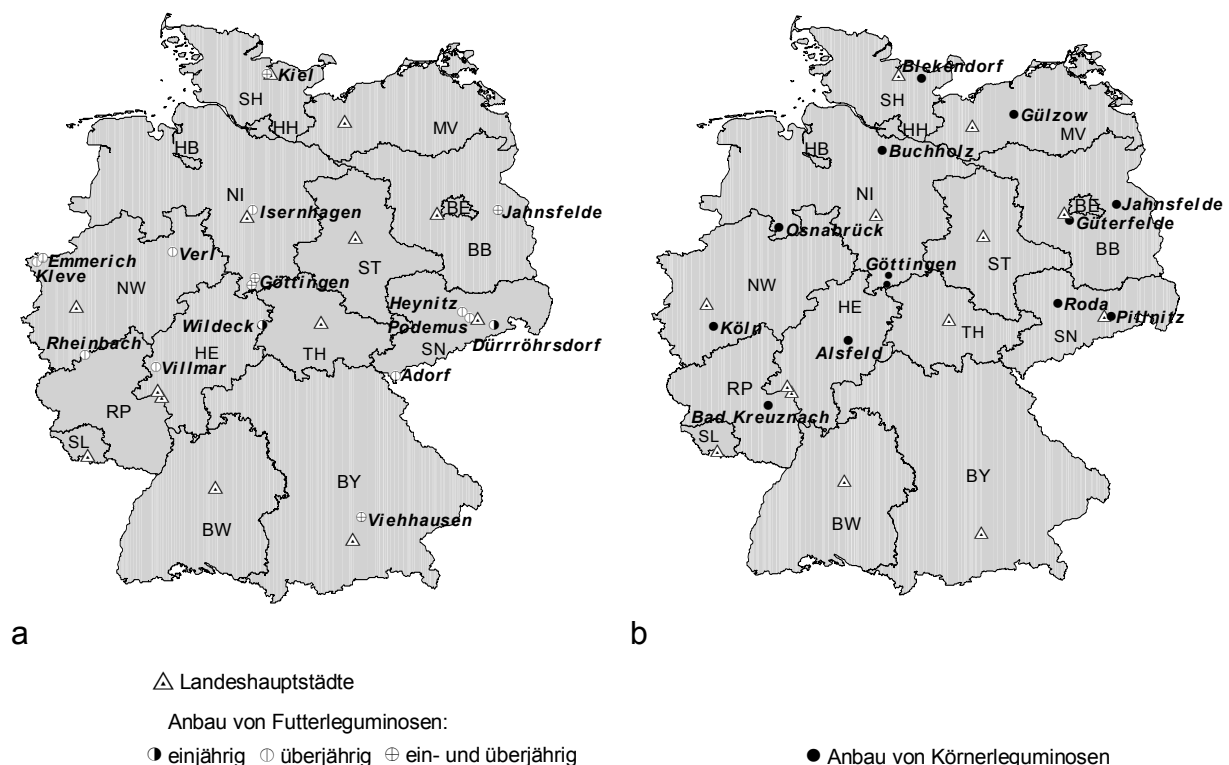 Kiel
SH
HH
MV
HB
NI
Isernhagen
BE
Jahnsfelde
Verl
Emmerich
Kleve
ST
BB
NW
Göttingen
Heynitz
Wildeck
Podemus
Rheinbach
HE
TH
SN
Dürrröhrsdorf
Villmar
Adorf
RP
SL
BY
Viehhausen
BW
a
Blekendorf
SH
Gülzow
HH
MV
HB
Buchholz
NI
BE
Jahnsfelde
Güterfelde
Osnabrück
BB
ST
Göttingen
NW
HE
Roda
Pillnitz
Köln
TH
SN
Alsfeld
RP
Bad Kreuznach
SL
BY
BW
b
Landeshauptstädte
Anbau von Futterleguminosen:
einjährig überjährig ein- und überjährig
Anbau von Körnerleguminosen